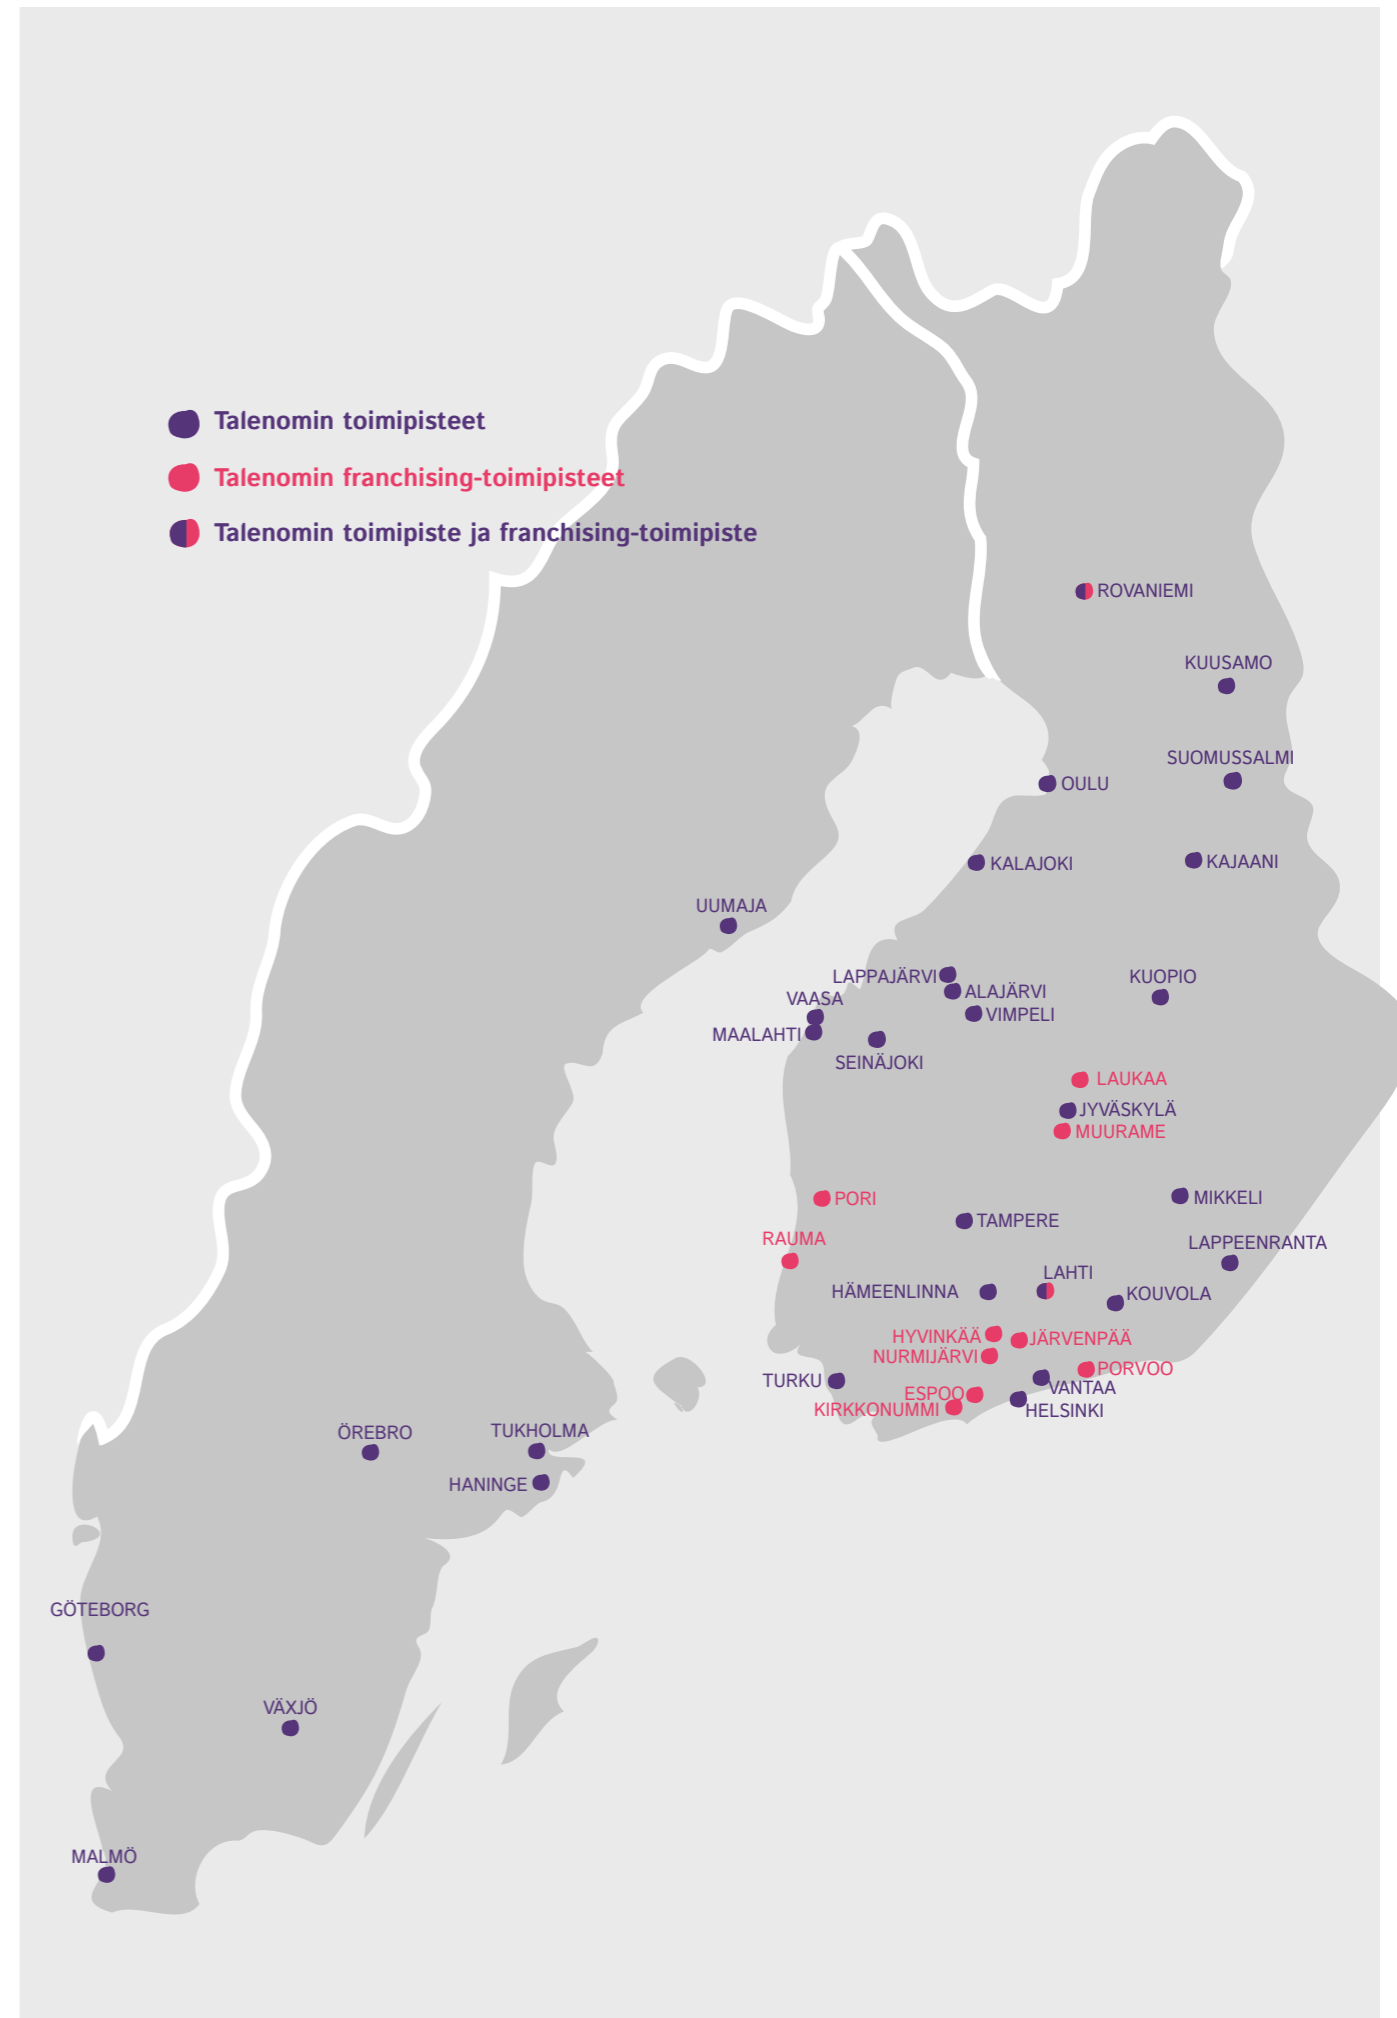 Talenomin toimipisteet
Talenomin franchising-toimipisteet
Talenomin toimipiste ja franchising-toimipiste
ROVANIEMI
KUUSAMO
SUOMUSSALMI
OULU
KALAJOKI
KAJAANI
UUMAJA
LAPPAJÄRVI
KUOPIO
ALAJÄRVI
VAASA
VIMPELI
MAALAHTI
SEINÄJOKI
LAUKAA
JYVÄSKYLÄ
MUURAME
PORI
MIKKELI
TAMPERE
RAUMA
LAPPEENRANTA
LAHTI
HÄMEENLINNA
KOUVOLA
HYVINKÄÄ
JÄRVENPÄÄ
NURMIJÄRVI
PORVOO
TURKU
VANTAA
ESPOO
KIRKKONUMMI
HELSINKI
ÖREBRO
TUKHOLMA
HANINGE
GÖTEBORG
VÄXJÖ
MALMÖ